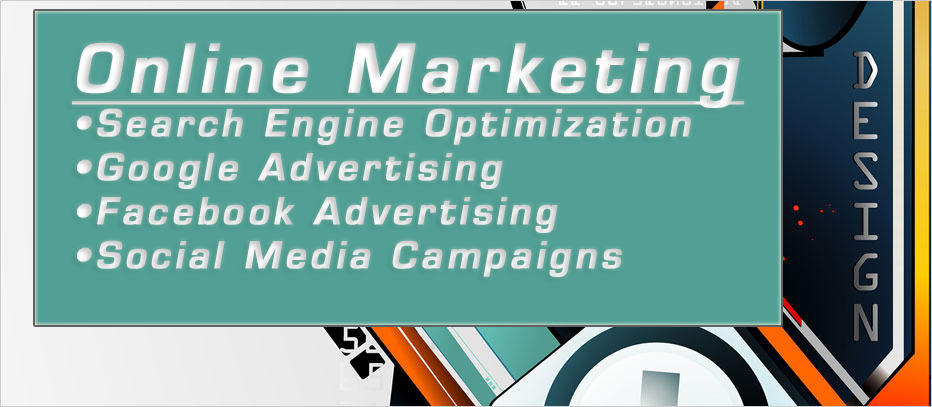 Online Marketing
•Search Engine Optimization
•Google Advertising
•Facebook Advertising
•Social Media Campaigns
DESIGN